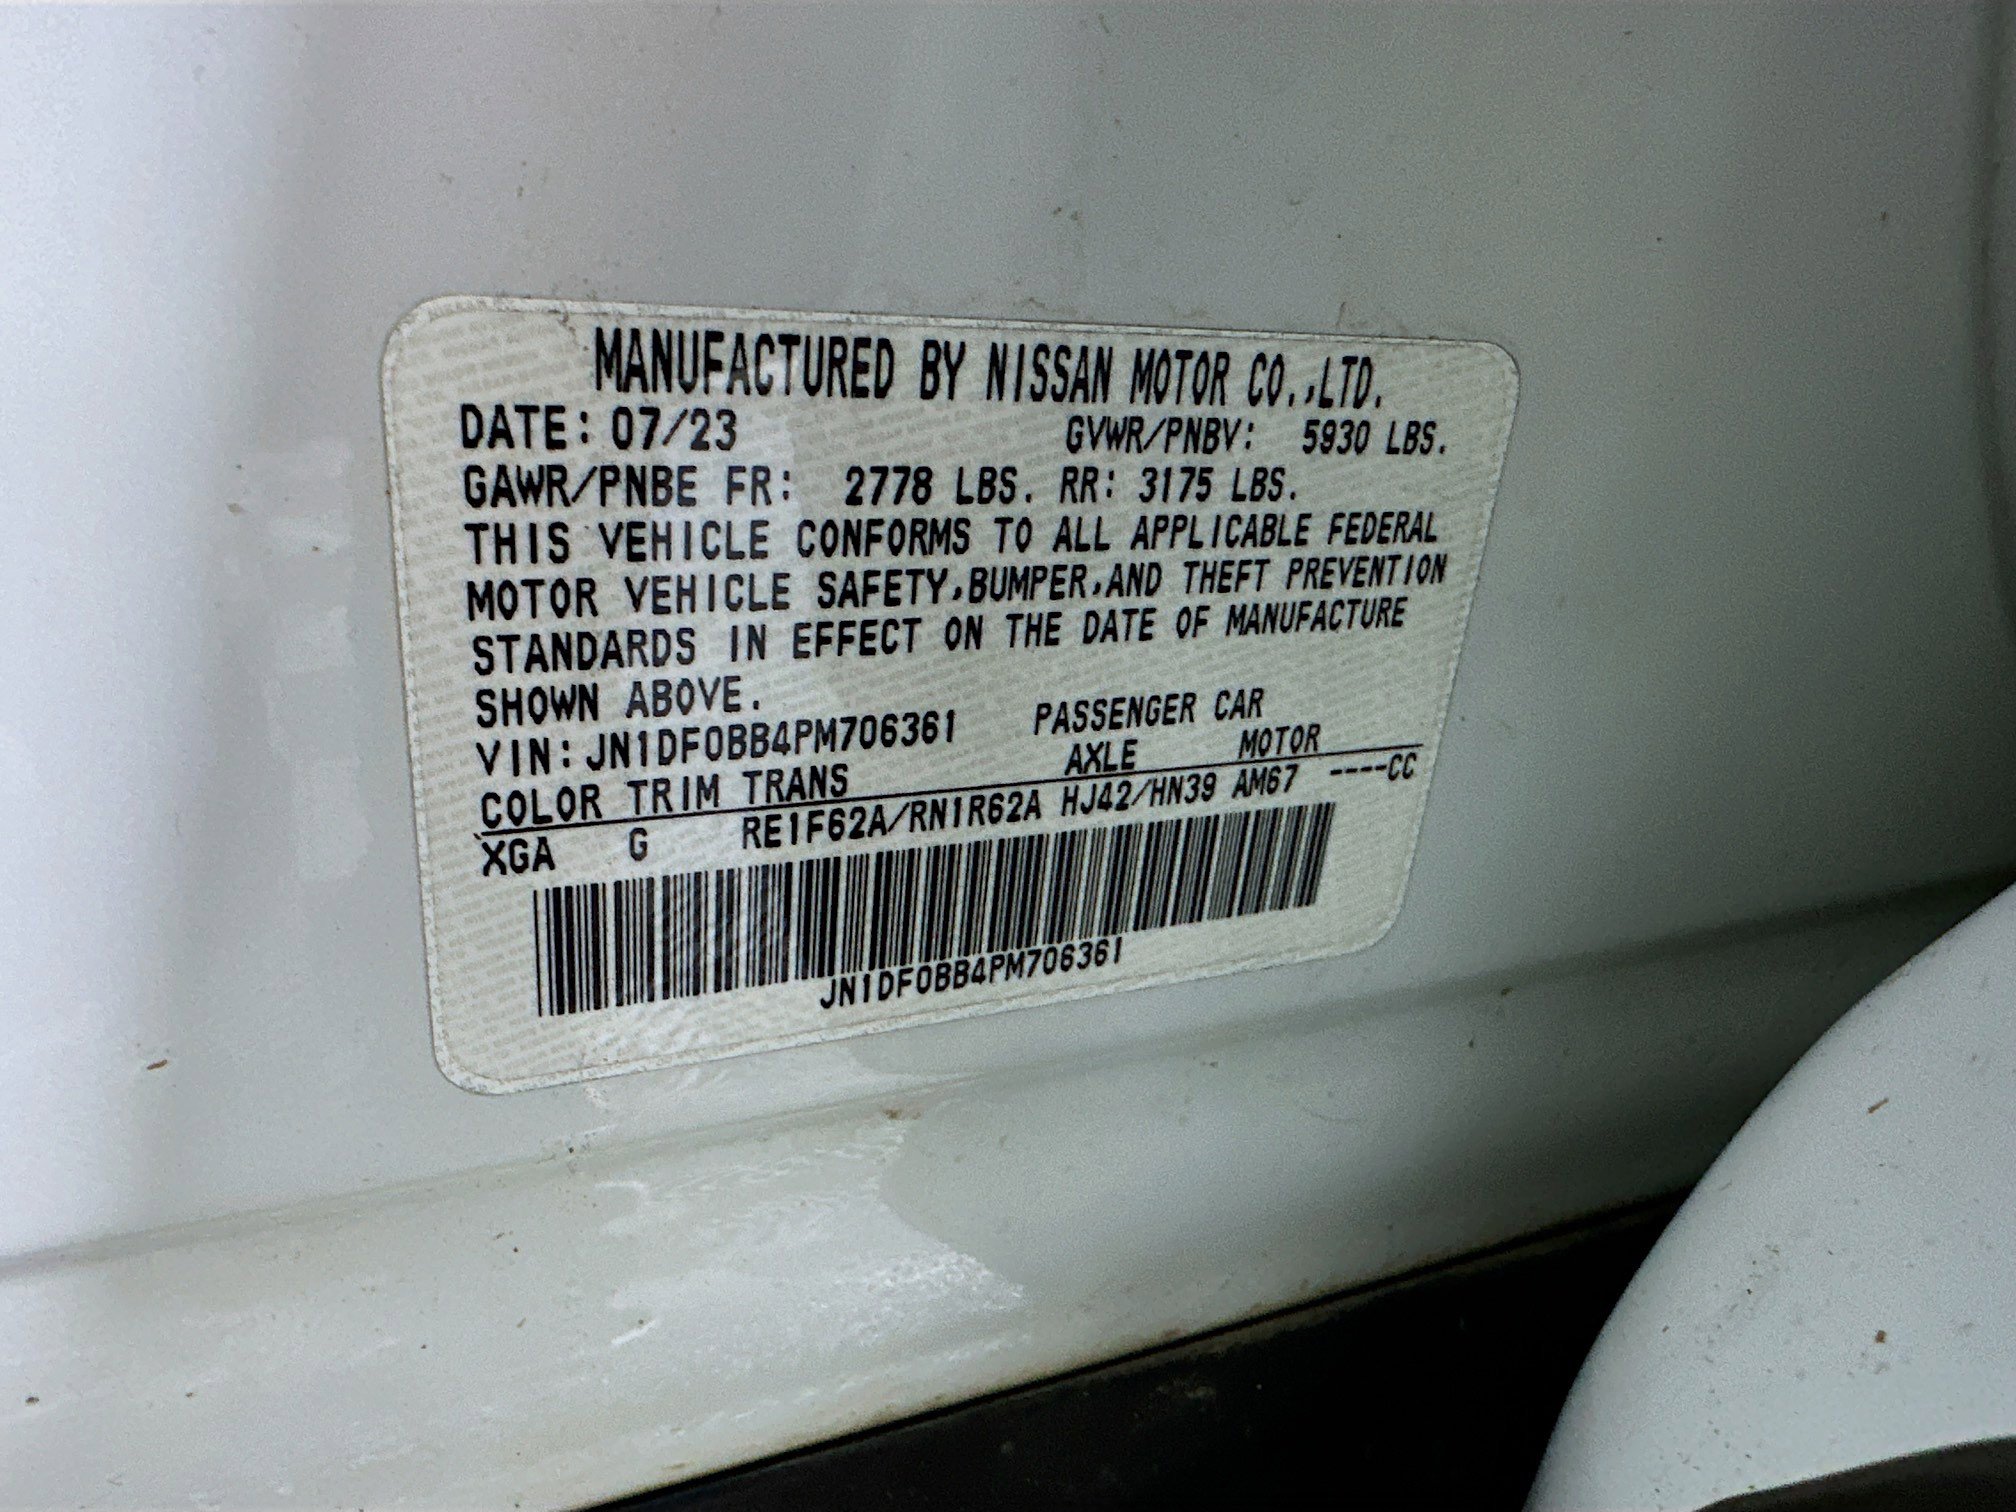 MANUFACTURED BY NISSAN MOTOR CO.,LTD.
DATE: 07/23 GVWR/PNBV: 5930 LBS.
GAWR/PNBE FR: 2778 LBS. RR: 3175 LBS.
THIS VEHICLE CONFORMS TO ALL APPLICABLE FEDERAL
MOTOR VEHICLE SAFETY,BUMPER,AND THEFT PREVENTION
STANDARDS IN EFFECT ON THE DATE OF MANUFACTURE
SHOWN ABOVE.
VIN: JN1DF0BB4PM706361 PASSENGER CAR
COLOR TRIM TRANS AXLE MOTOR
XGA G RE1F62A/RN1R62A HJ42/HN39 AM67 ----CC
JN1DF0BB4PM706361